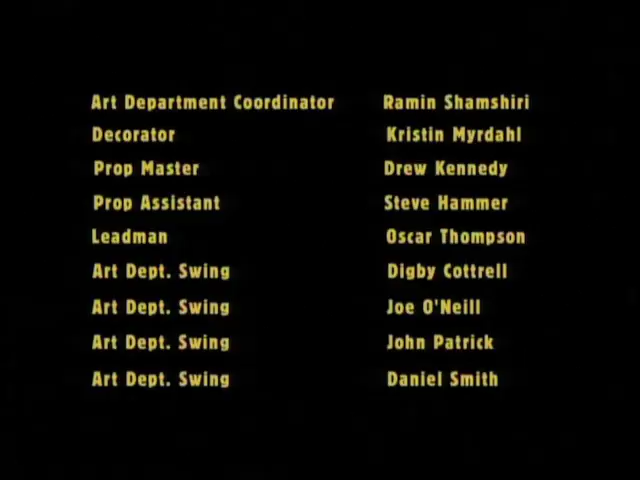 Art Department Coordinator Ramin Shamshiri
Decorator Kristin Myrdahl
Prop Master Drew Kennedy
Prop Assistant Steve Hammer
Leadman Oscar Thompson
Art Dept. Swing Digby Cottrell
Art Dept. Swing Joe O'Neill
Art Dept. Swing John Patrick
Art Dept. Swing Daniel Smith